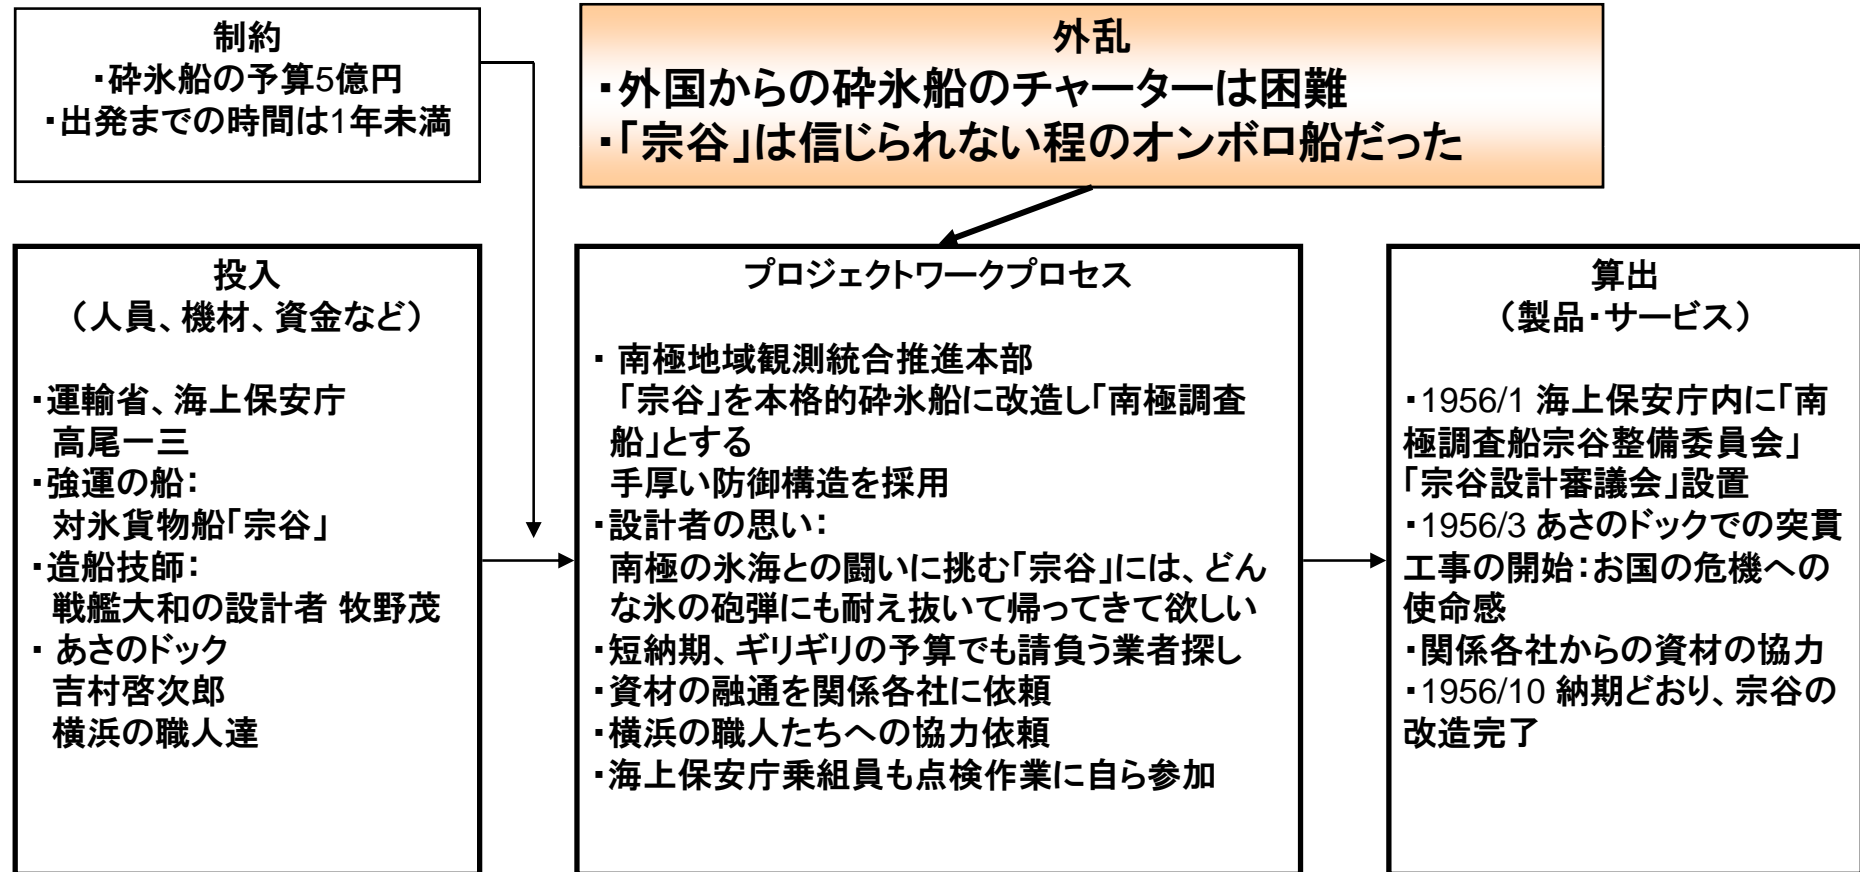 制約
・砕氷船の予算5億円
・出発までの時間は1年未満
外乱
・外国からの砕氷船のチャーターは困難
・「宗谷」は信じられない程のオンボロ船だった
投入
（人員、機材、資金など）
・運輸省、海上保安庁
高尾一三
・強運の船：
対氷貨物船「宗谷」
・造船技師：
戦艦大和の設計者 牧野茂
・ あさのドック
吉村啓次郎
横浜の職人達
プロジェクトワークプロセス
・ 南極地域観測統合推進本部
「宗谷」を本格的砕氷船に改造し「南極調査
船」とする
手厚い防御構造を採用
・設計者の思い：
南極の氷海との闘いに挑む「宗谷」には、どん
な氷の砲弾にも耐え抜いて帰ってきて欲しい
・短納期、ギリギリの予算でも請負う業者探し
・資材の融通を関係各社に依頼
・横浜の職人たちへの協力依頼
・海上保安庁乗組員も点検作業に自ら参加
算出
（製品・サービス）
・1956/1 海上保安庁内に「南
極調査船宗谷整備委員会」
「宗谷設計審議会」設置
・1956/3 あさのドックでの突貫
工事の開始：お国の危機への
使命感
・関係各社からの資材の協力
・1956/10 納期どおり、宗谷の
改造完了